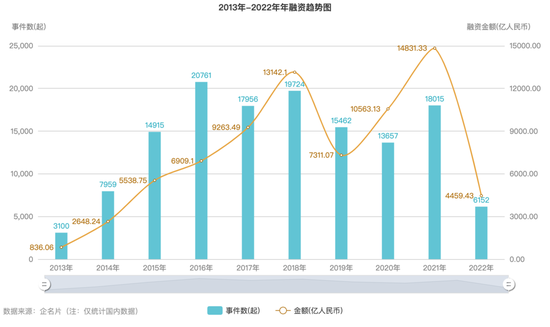 2013年-2022年年融资趋势图
事件数(起) 融资金额(亿人民币)
25,000 15000.00
20,000 12000.00
15,000 9000.00
10,000 6000.00
5,000 3000.00
0 0.00
3100 7959 14915 20761 17956 19724 15462 13657 18015 6152
836.06 2648.24 5538.75 6909.1 9263.49 13142.1 7311.07 10563.13 14831.33 4459.43
2013年 2014年 2015年 2016年 2017年 2018年 2019年 2020年 2021年 2022年
数据来源：企名片（注：仅统计国内数据） 事件数(起) 金额(亿人民币)